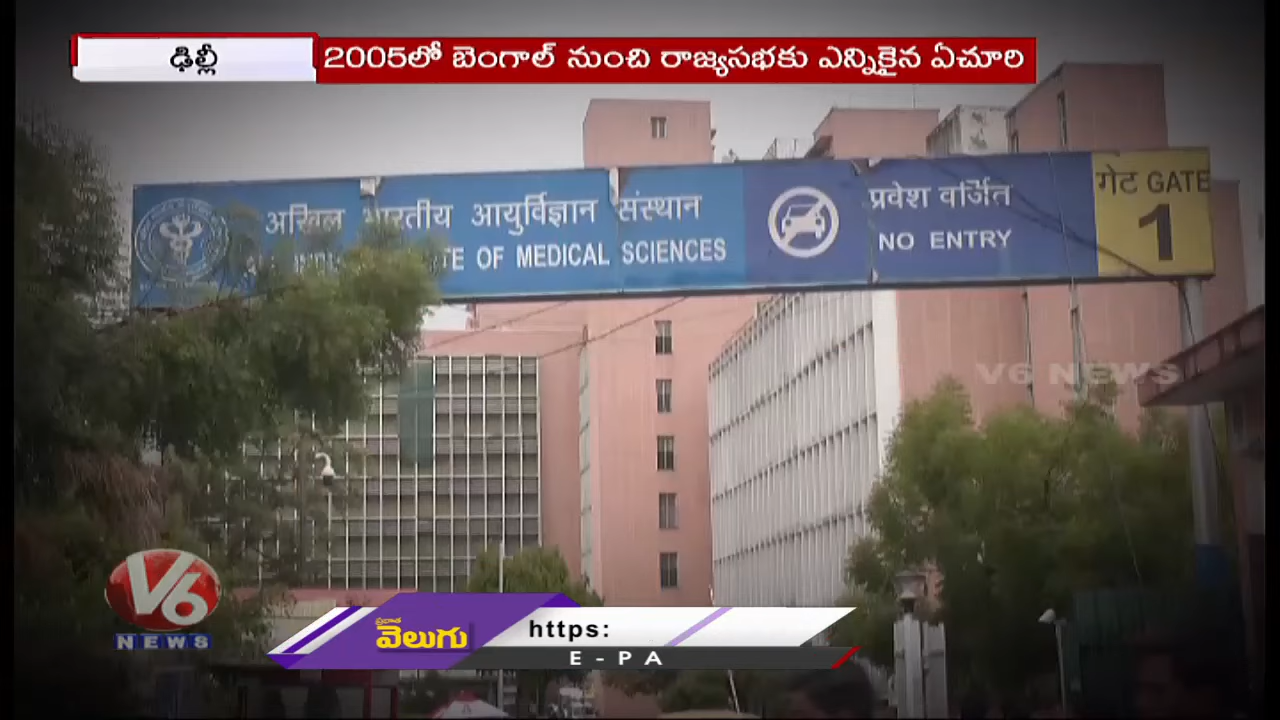 ఢిల్లీ
2005లో బెంగాల్ నుంచి రాజ్యసభకు ఎన్నికైన ఏచూరి
अखिल भारतीय आयुर्विज्ञान संस्थान
OF MEDICAL SCIENCES
प्रवेश वर्जित
NO ENTRY
गेट GATE
1
V6 NEWS
V6
NEWS
ప్రభాత
వెలుగు
https:
E-PA